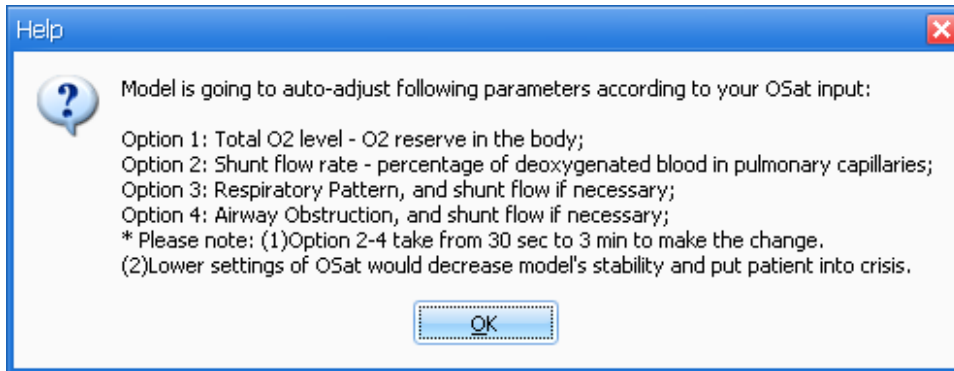 Help
Model is going to auto-adjust following parameters according to your OSat input:
Option 1: Total O2 level - O2 reserve in the body;
Option 2: Shunt flow rate - percentage of deoxygenated blood in pulmonary capillaries;
Option 3: Respiratory Pattern, and shunt flow if necessary;
Option 4: Airway Obstruction, and shunt flow if necessary;
* Please note: (1)Option 2-4 take from 30 sec to 3 min to make the change.
(2)Lower settings of OSat would decrease model's stability and put patient into crisis.
OK